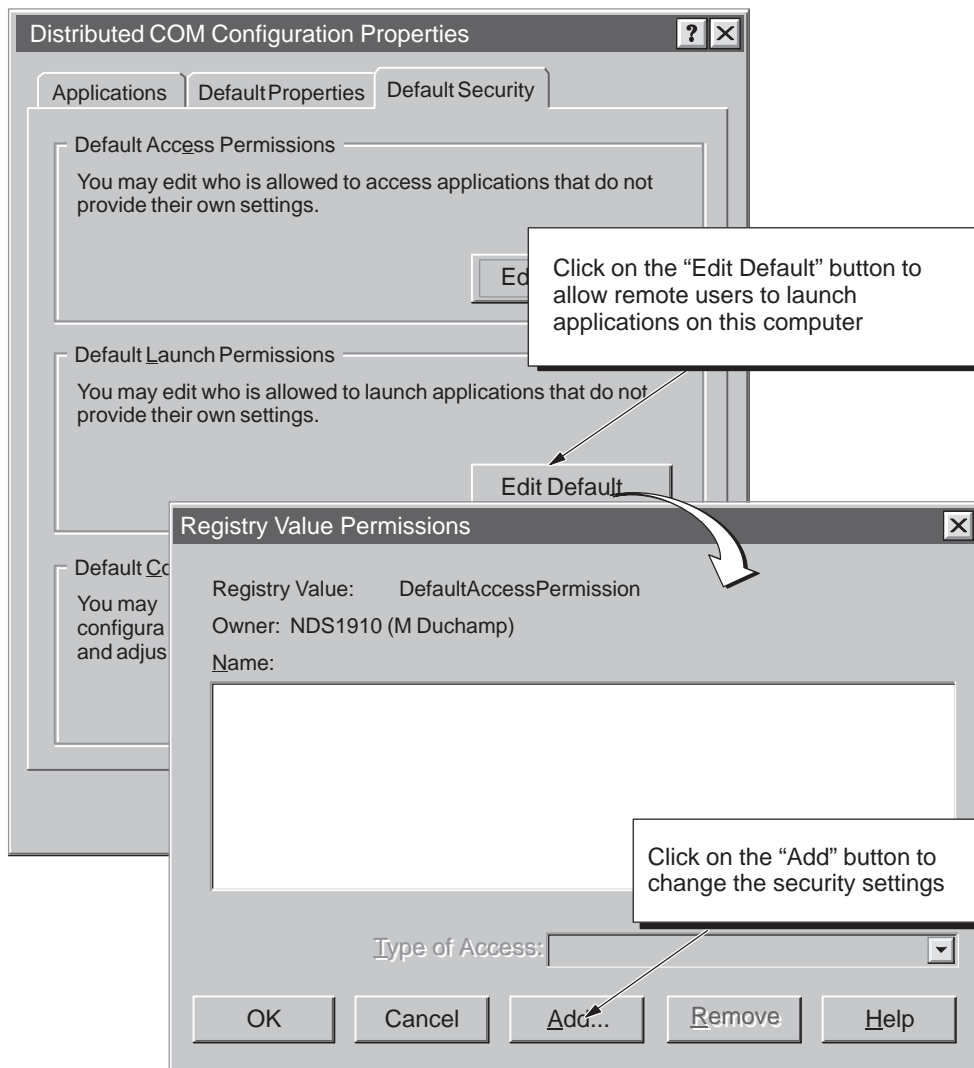 Distributed COM Configuration Properties
?
Applications
Default Properties
Default Security
Default Access Permissions
You may edit who is allowed to access applications that do not
provide their own settings.
Click on the “Edit Default” button to
allow remote users to launch
applications on this computer
Default Launch Permissions
You may edit who is allowed to launch applications that do not
provide their own settings.
Edit Default...
Registry Value Permissions
Default
You may
and adjus
Registry Value: DefaultAccessPermission
Owner: NDS1910 (M Duchamp)
Name:
Click on the “Add” button to
change the security settings
Type of Access:
OK
Cancel
Add...
Remove
Help